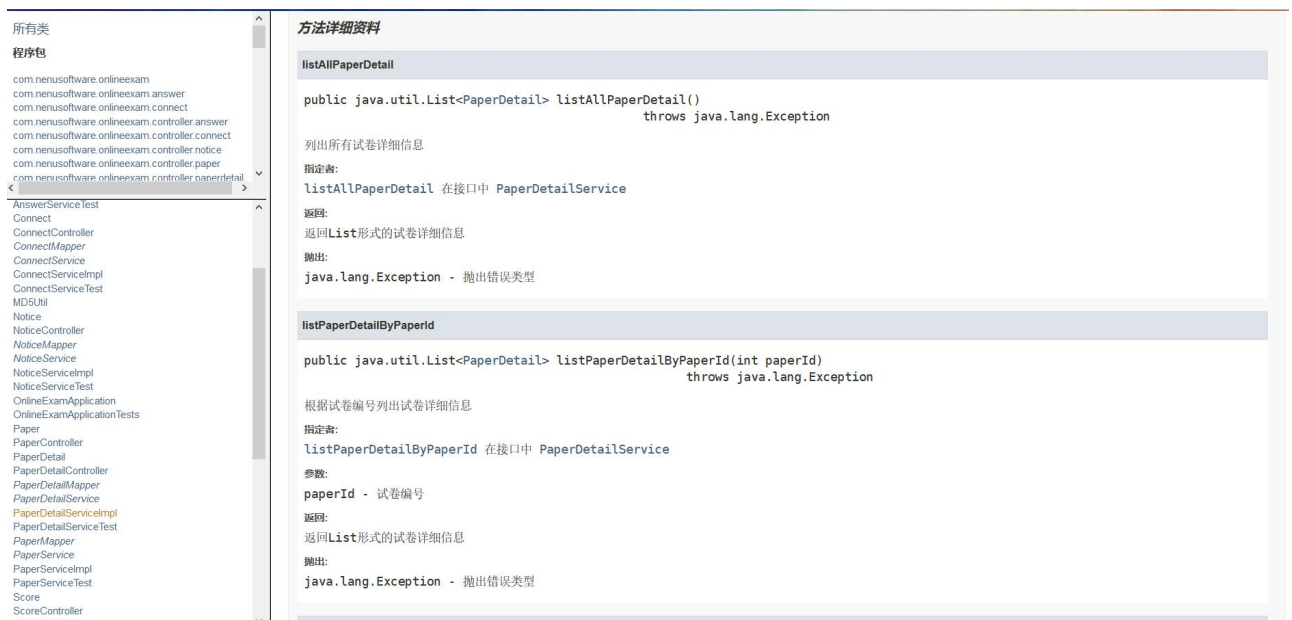 所有类
程序包
com.nenusoftware.onlineexam
com.nenusoftware.onlineexam.answer
com.nenusoftware.onlineexam.connect
com.nenusoftware.onlineexam.controller.answer
com.nenusoftware.onlineexam.controller.connect
com.nenusoftware.onlineexam.controller.notice
com.nenusoftware.onlineexam.controller.paper
com.nenusoftware.onlineexam.controller.paperdetail
AnswerServiceTest
Connect
ConnectController
ConnectMapper
ConnectService
ConnectServiceImpl
ConnectServiceTest
MD5Util
Notice
NoticeController
NoticeMapper
NoticeService
NoticeServiceImpl
NoticeServiceTest
OnlineExamApplication
OnlineExamApplicationTests
Paper
PaperController
PaperDetail
PaperDetailController
PaperDetailMapper
PaperDetailService
PaperDetailServiceImpl
PaperDetailServiceTest
PaperMapper
PaperService
PaperServiceImpl
PaperServiceTest
Score
ScoreController
方法详细资料
listAllPaperDetail
public java.util.List<PaperDetail> listAllPaperDetail()
throws java.lang.Exception
列出所有试卷详细信息
指定者:
listAllPaperDetail 在接口中 PaperDetailService
返回:
返回List形式的试卷详细信息
抛出:
java.lang.Exception - 抛出错误类型
listPaperDetailByPaperId
public java.util.List<PaperDetail> listPaperDetailByPaperId(int paperId)
throws java.lang.Exception
根据试卷编号列出试卷详细信息
指定者:
listPaperDetailByPaperId 在接口中 PaperDetailService
参数:
paperId - 试卷编号
返回:
返回List形式的试卷详细信息
抛出:
java.lang.Exception - 抛出错误类型